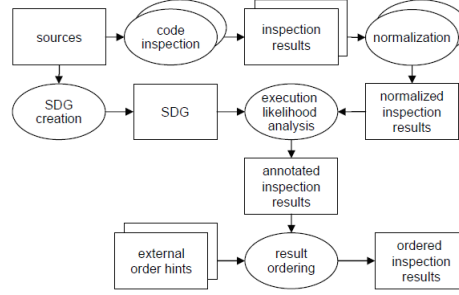 sources
code
inspection
inspection
results
normalization
SDG
creation
SDG
execution
likelihood
analysis
normalized
inspection
results
annotated
inspection
results
external
order hints
result
ordering
ordered
inspection
results